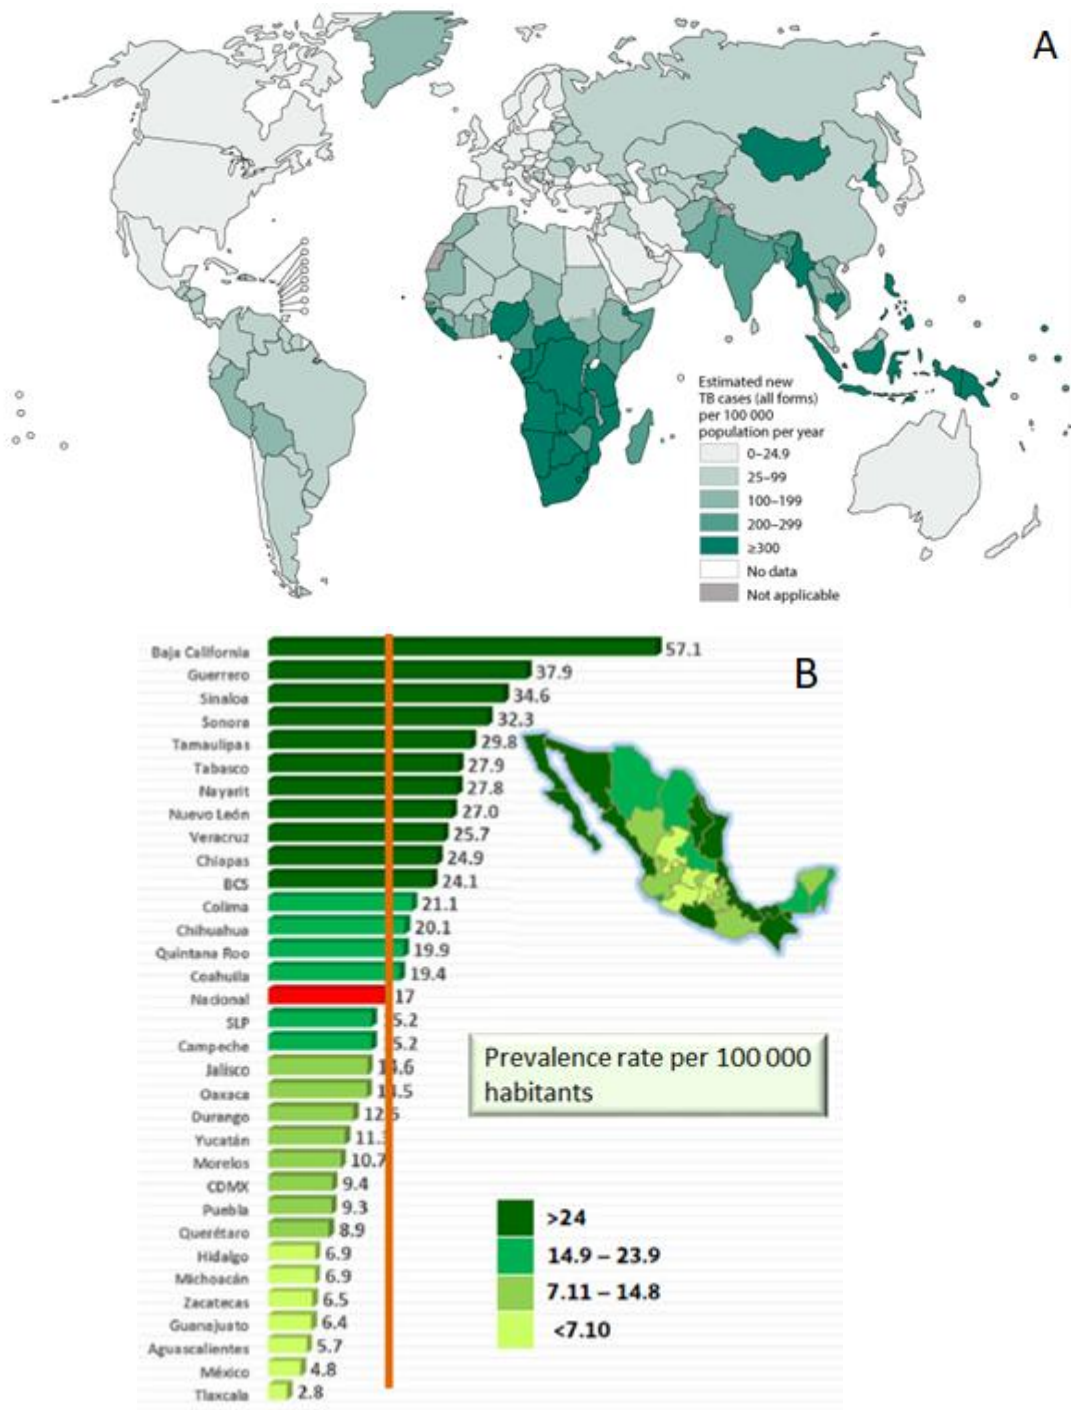 A
Estimated new
TB cases (all forms)
per 100 000
population per year
0–24.9
25–99
100–199
200–299
≥300
No data
Not applicable
B
Baja California 57.1
Guerrero 37.9
Sinaloa 34.6
Sonora 32.3
Tamaulipas 29.8
Tabasco 27.9
Nayarit 27.8
Nuevo León 27.0
Veracruz 25.7
Chiapas 24.9
BCS 24.1
Colima 21.1
Chihuahua 20.1
Quintana Roo 19.9
Coahuila 19.4
Nacional 17
SLP
Campeche
Jalisco
Oaxaca
Durango
Yucatán
Morelos 10.7
CDMX 9.4
Puebla 9.3
Querétaro 8.9
Hidalgo 6.9
Michoacán 6.9
Zacatecas 6.5
Guanajuato 6.4
Aguascalientes 5.7
México 4.8
Tlaxcala 2.8
Prevalence rate per 100 000
habitants
>24
14.9 – 23.9
7.11 – 14.8
<7.10